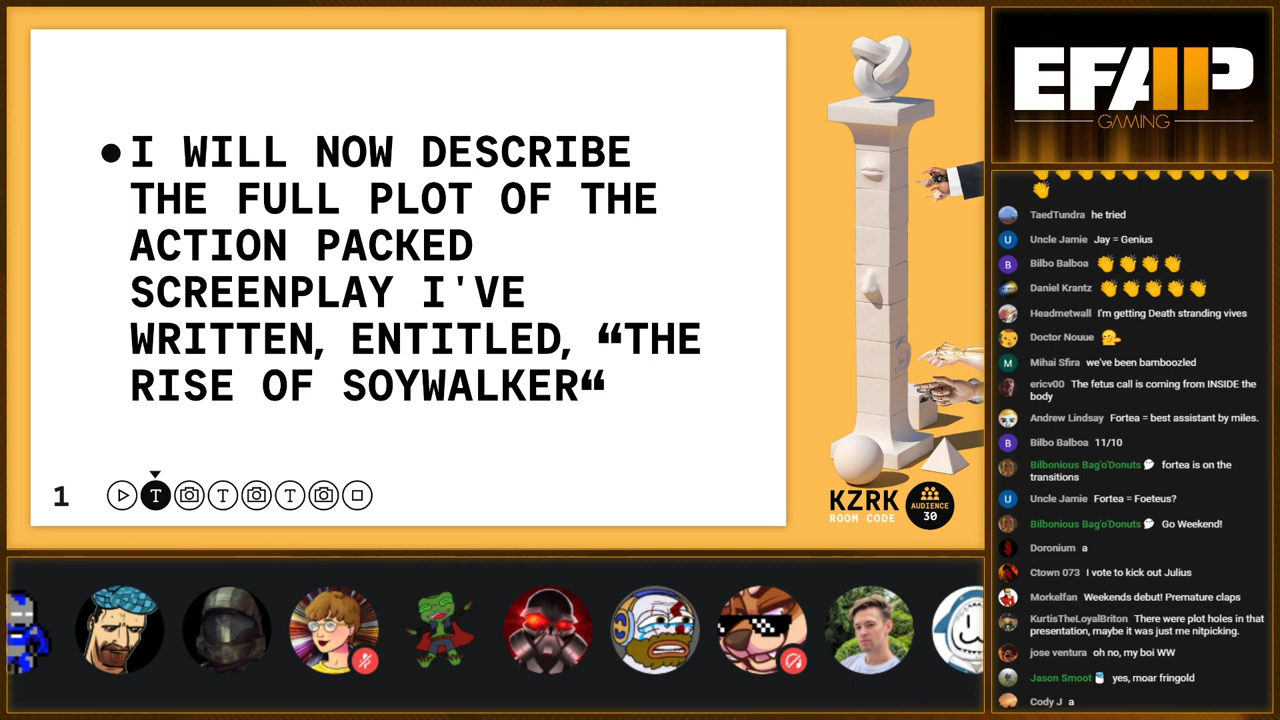 ● I WILL NOW DESCRIBE
THE FULL PLOT OF THE
ACTION PACKED
SCREENPLAY I'VE
WRITTEN, ENTITLED, “THE
RISE OF SOYWALKER“
1
T
T
T
KZRK
ROOM CODE
AUDIENCE
30
EFAP
GAMING
TaedTundra he tried
U Uncle Jamie Jay = Genius
B Bilbo Balboa 👏 👏 👏 👏
Daniel Krantz 👏 👏 👏 👏 👏
Headmetwall I'm getting Death stranding vives
Doctor Nouue
M Mihai Sfira we've been bamboozled
ericv00 The fetus call is coming from INSIDE the
body
Andrew Lindsay Fortea = best assistant by miles.
B Bilbo Balboa 11/10
Bilbonious Bag'o'Donuts fortea is on the
transitions
U Uncle Jamie Fortea = Foeteus?
Bilbonious Bag'o'Donuts Go Weekend!
Doronium a
Ctown 073 I vote to kick out Julius
Morkelfan Weekends debut! Premature claps
KurtisTheLoyalBriton There were plot holes in that
presentation, maybe it was just me nitpicking.
jose ventura oh no, my boi WW
Jason Smoot yes, moar fringold
Cody J a